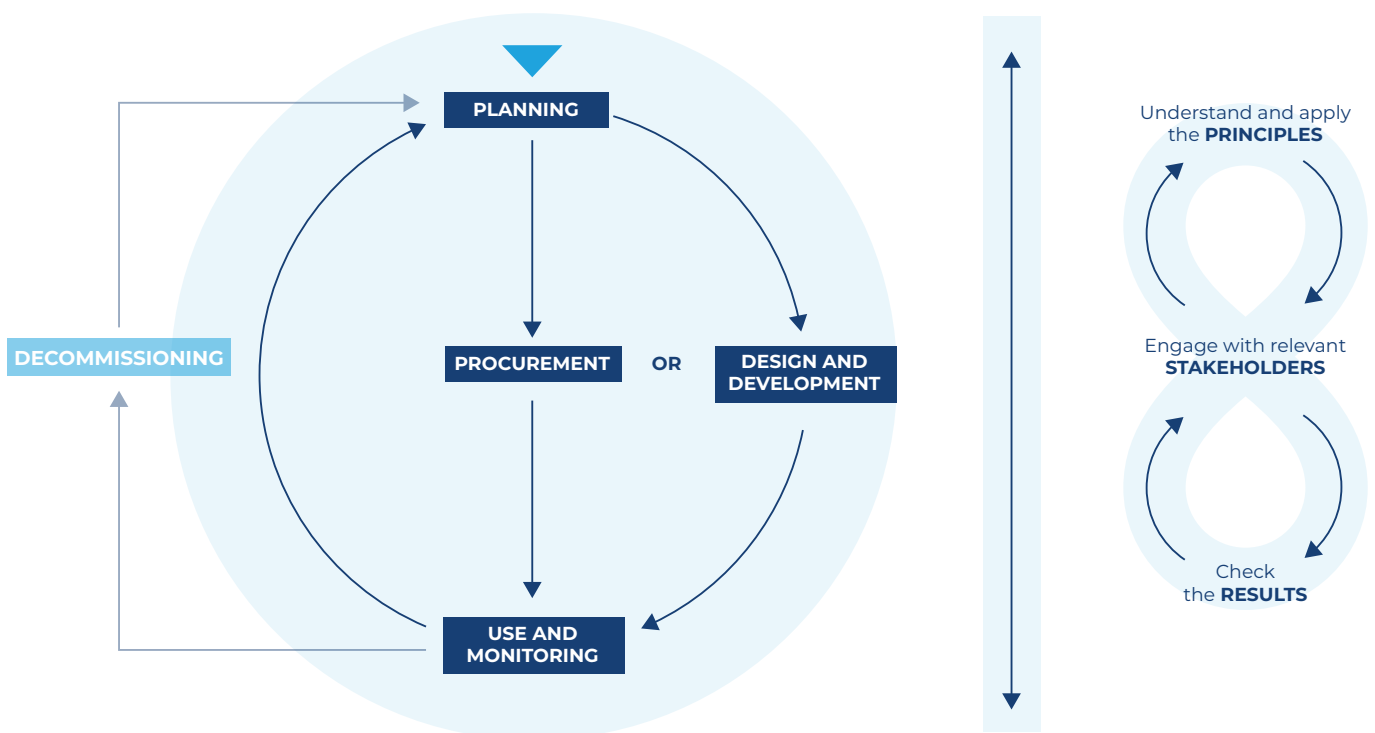 PLANNING
DECOMMISSIONING
PROCUREMENT
OR
DESIGN AND
DEVELOPMENT
USE AND
MONITORING
Understand and apply
the PRINCIPLES
Engage with relevant
STAKEHOLDERS
Check
the RESULTS